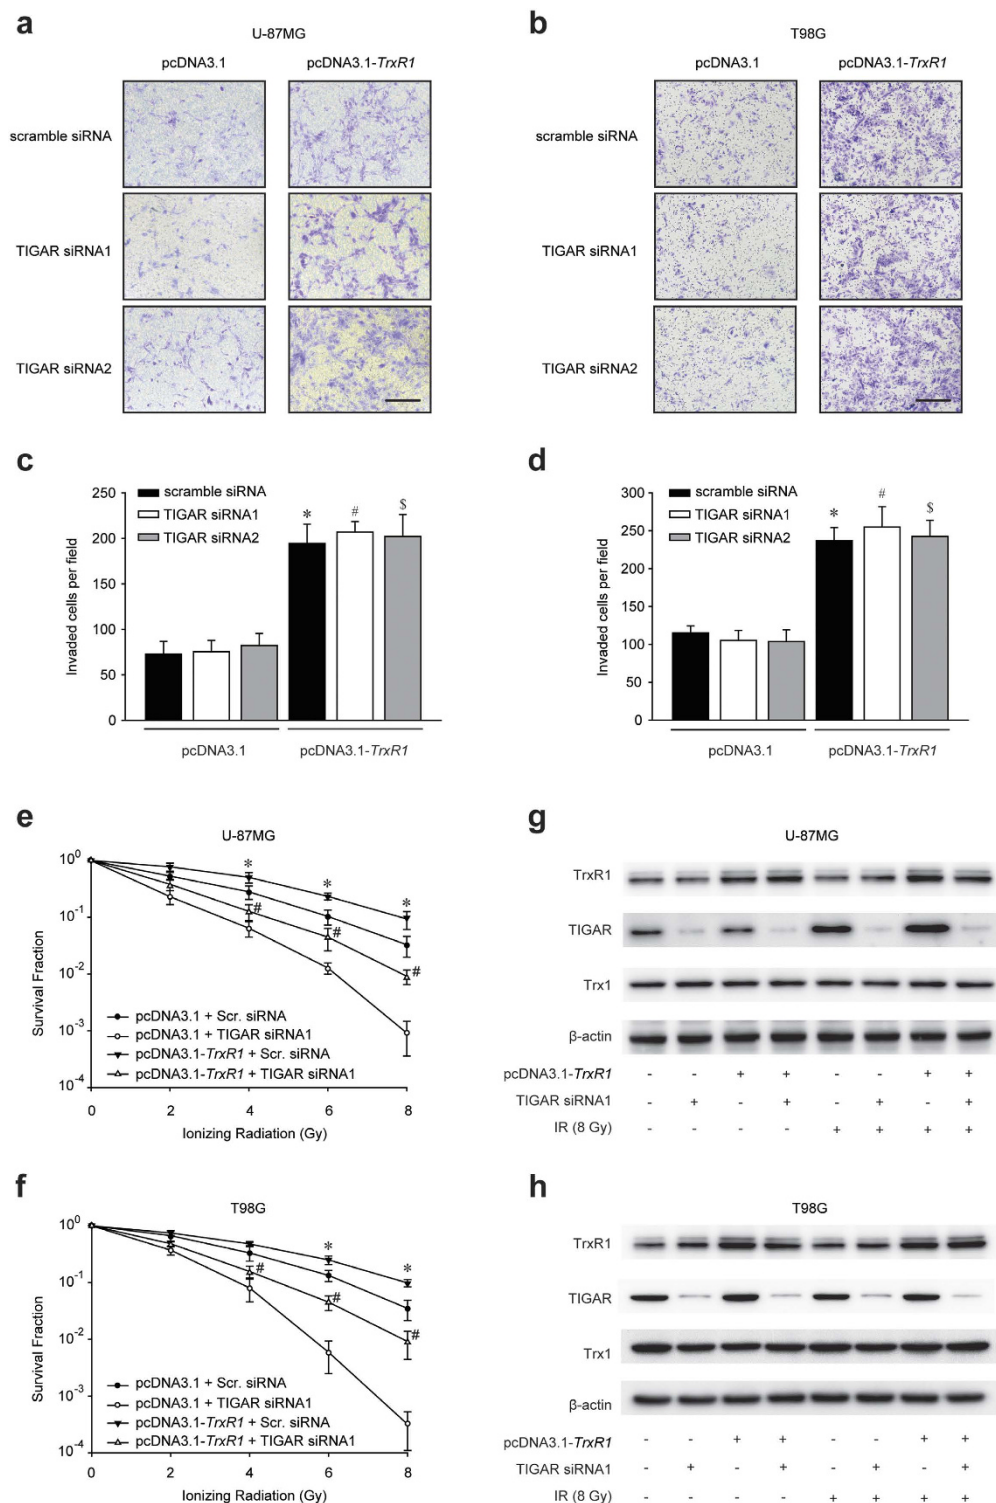 a
U-87MG
pcDNA3.1 pcDNA3.1-TrxR1
scramble siRNA
TIGAR siRNA1
TIGAR siRNA2
b
T98G
pcDNA3.1 pcDNA3.1-TrxR1
scramble siRNA
TIGAR siRNA1
TIGAR siRNA2
c
scramble siRNA
TIGAR siRNA1
TIGAR siRNA2
* # $
Invaded cells per field
250
200
150
100
50
0
pcDNA3.1 pcDNA3.1-TrxR1
d
scramble siRNA
TIGAR siRNA1
TIGAR siRNA2
* # $
Invaded cells per field
300
250
200
150
100
50
0
pcDNA3.1 pcDNA3.1-TrxR1
e
U-87MG
Survival Fraction
10^0
10^-1
10^-2
10^-3
10^-4
* * *
# # #
pcDNA3.1 + Scr. siRNA
pcDNA3.1 + TIGAR siRNA1
pcDNA3.1-TrxR1 + Scr. siRNA
pcDNA3.1-TrxR1 + TIGAR siRNA1
0 2 4 6 8
Ionizing Radiation (Gy)
g
U-87MG
TrxR1
TIGAR
Trx1
β-actin
pcDNA3.1-TrxR1 - - + + - - + +
TIGAR siRNA1 - + - - + - + - +
IR (8 Gy) - - - - + + + +
f
T98G
Survival Fraction
10^0
10^-1
10^-2
10^-3
10^-4
* *
# # #
pcDNA3.1 + Scr. siRNA
pcDNA3.1 + TIGAR siRNA1
pcDNA3.1-TrxR1 + Scr. siRNA
pcDNA3.1-TrxR1 + TIGAR siRNA1
0 2 4 6 8
Ionizing Radiation (Gy)
h
T98G
TrxR1
TIGAR
Trx1
β-actin
pcDNA3.1-TrxR1 - - + + - - + +
TIGAR siRNA1 - + - + - + - +
IR (8 Gy) - - - - + + + +